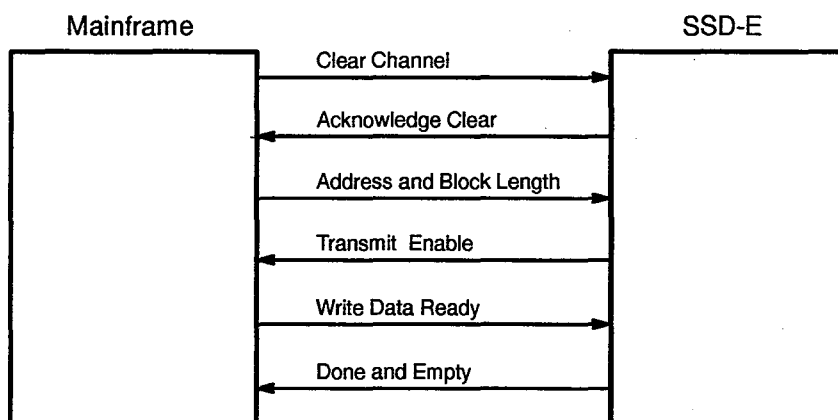 Mainframe
SSD-E
Clear Channel
Acknowledge Clear
Address and Block Length
Transmit Enable
Write Data Ready
Done and Empty